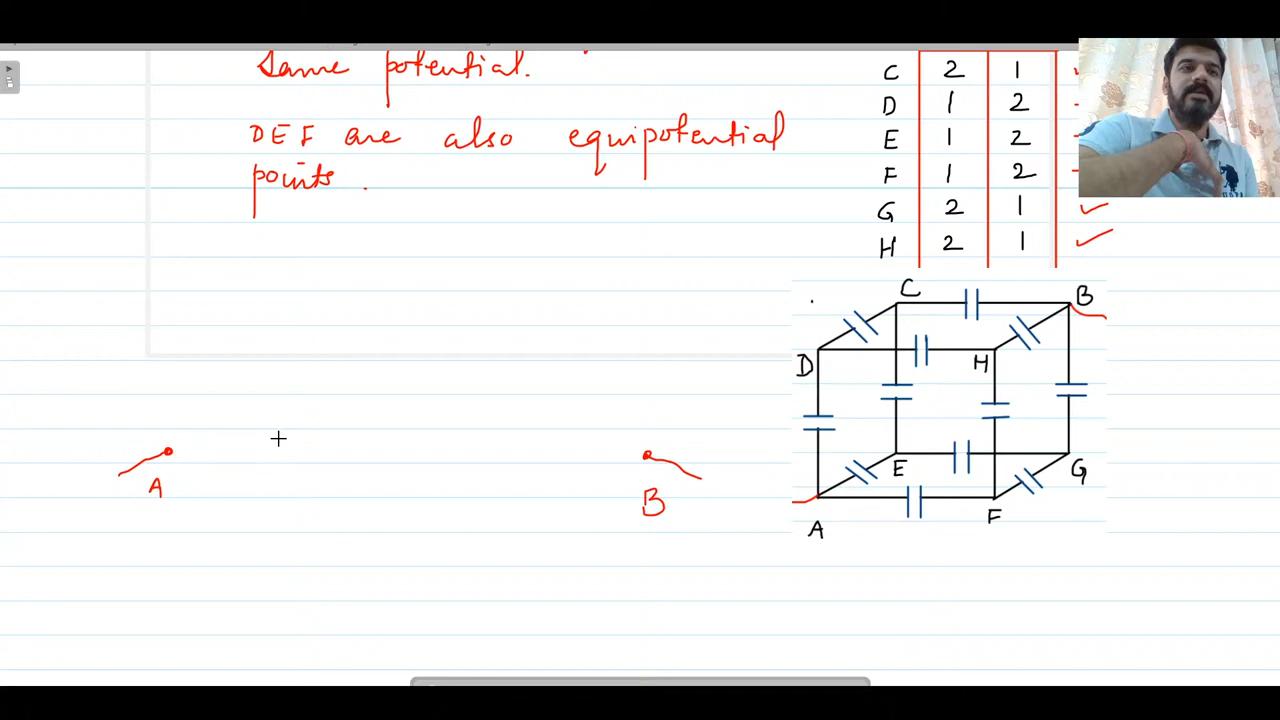 Same potential.
DEF are also equipotential
points.
C 2 1
D 1 2
E 1 2
F 1 2
G 2 1 ✓
H 2 1 ✓
C B
D H
E G
A F
A B